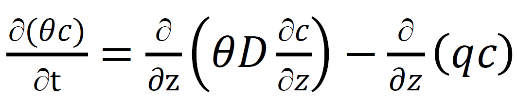 ∂(θc)/∂t = ∂/∂z (θD ∂c/∂z) − ∂/∂z (qc)